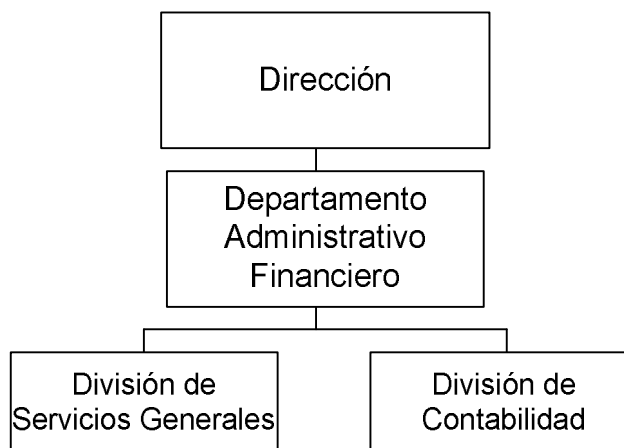 Dirección
Departamento
Administrativo
Financiero
División de
Servicios Generales
División de
Contabilidad